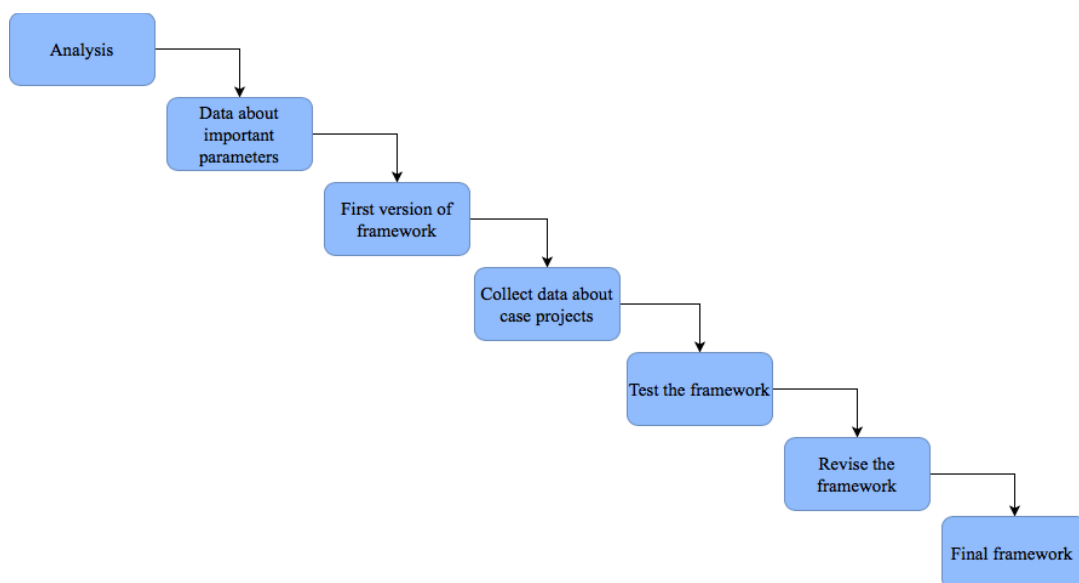 Analysis
Data about
important
parameters
First version of
framework
Collect data about
case projects
Test the framework
Revise the
framework
Final framework